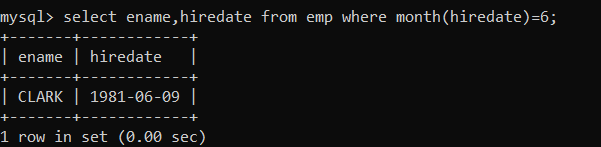 mysql> select ename,hiredate from emp where month(hiredate)=6;
+-------+------------+
| ename | hiredate   |
+-------+------------+
| CLARK | 1981-06-09 |
+-------+------------+
1 row in set (0.00 sec)